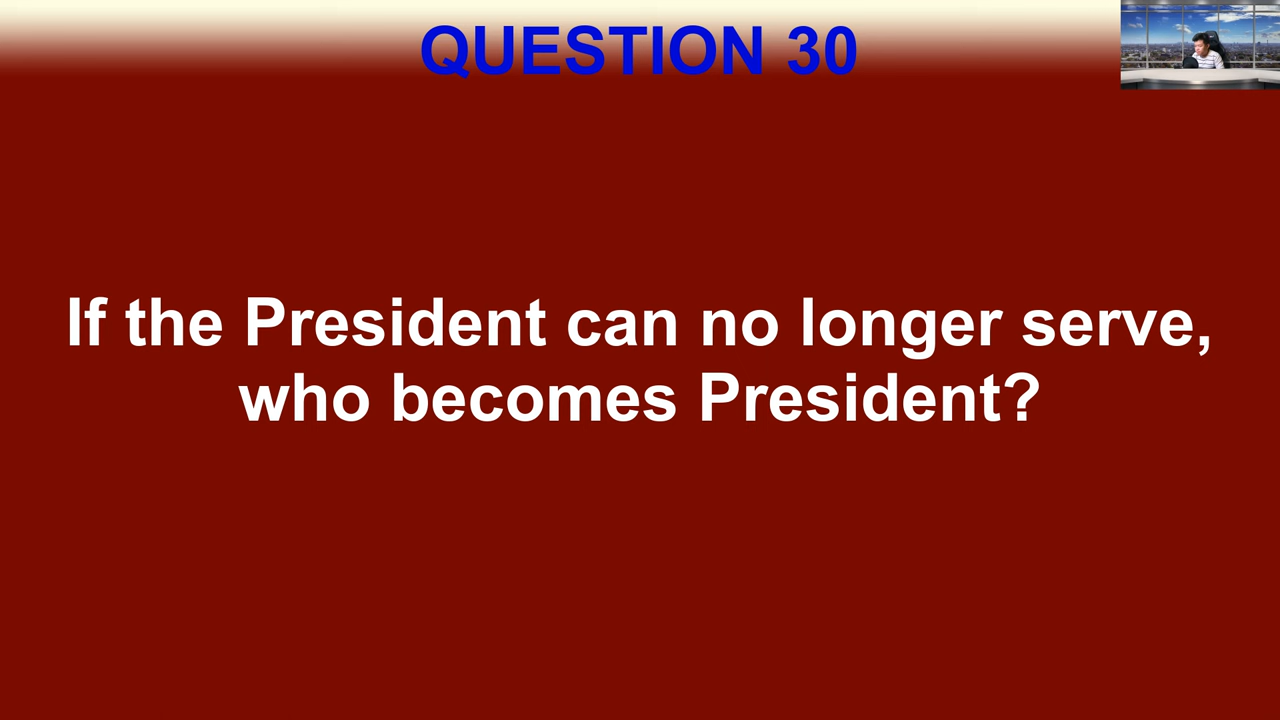 QUESTION 30
If the President can no longer serve,
who becomes President?